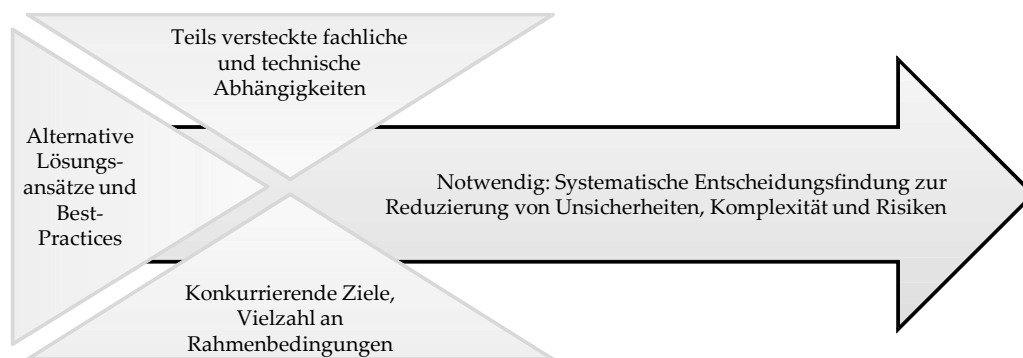 Teils versteckte fachliche
und technische
Abhängigkeiten
Alternative
Lösungs-
ansätze und
Best-
Practices
Notwendig: Systematische Entscheidungsfindung zur
Reduzierung von Unsicherheiten, Komplexität und Risiken
Konkurrierende Ziele,
Vielzahl an
Rahmenbedingungen